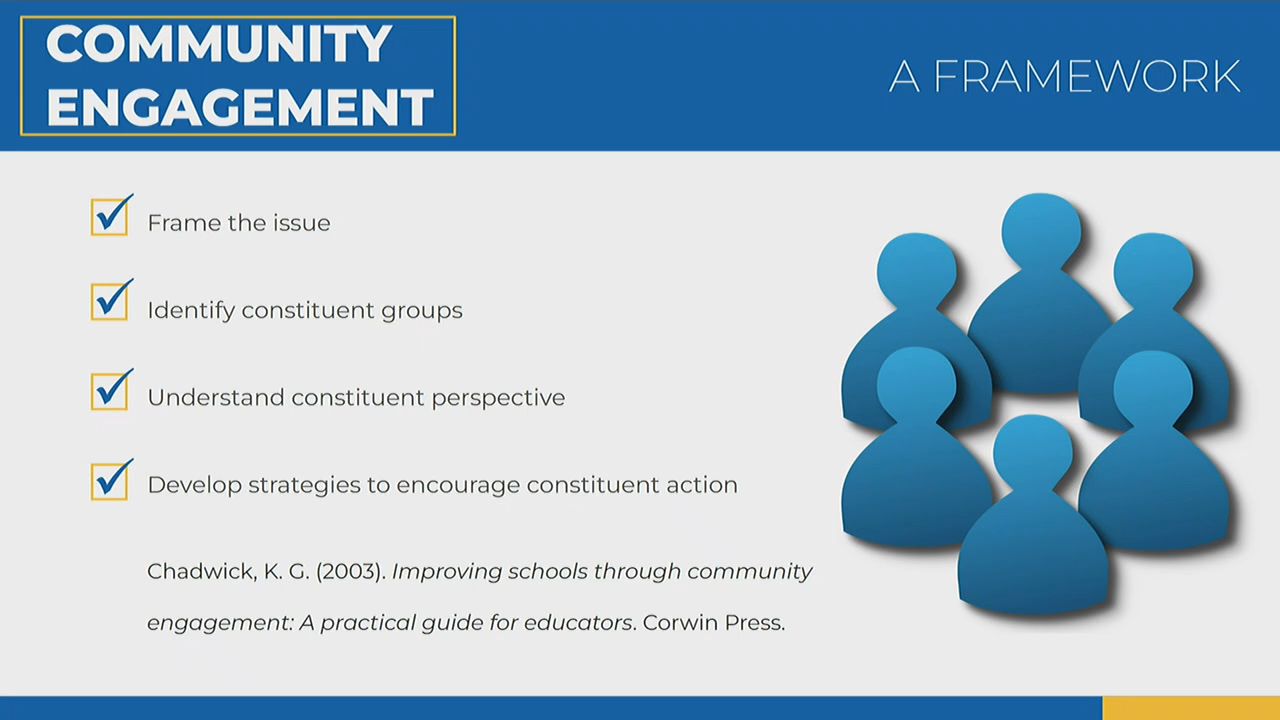 COMMUNITY
ENGAGEMENT
A FRAMEWORK
Frame the issue
Identify constituent groups
Understand constituent perspective
Develop strategies to encourage constituent action
Chadwick, K. G. (2003). Improving schools through community
engagement: A practical guide for educators. Corwin Press.